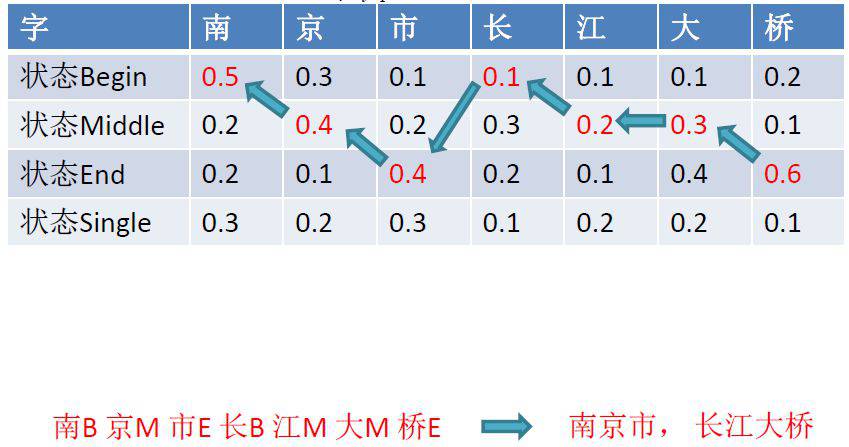 字 南 京 市 长 江 大 桥
状态Begin 0.5 0.3 0.1 0.1 0.1 0.1 0.2
状态Middle 0.2 0.4 0.2 0.3 0.2 0.3 0.1
状态End 0.2 0.1 0.4 0.2 0.1 0.4 0.6
状态Single 0.3 0.2 0.3 0.1 0.2 0.2 0.1
南B 京M 市E 长B 江M 大M 桥E 南京市， 长江大桥